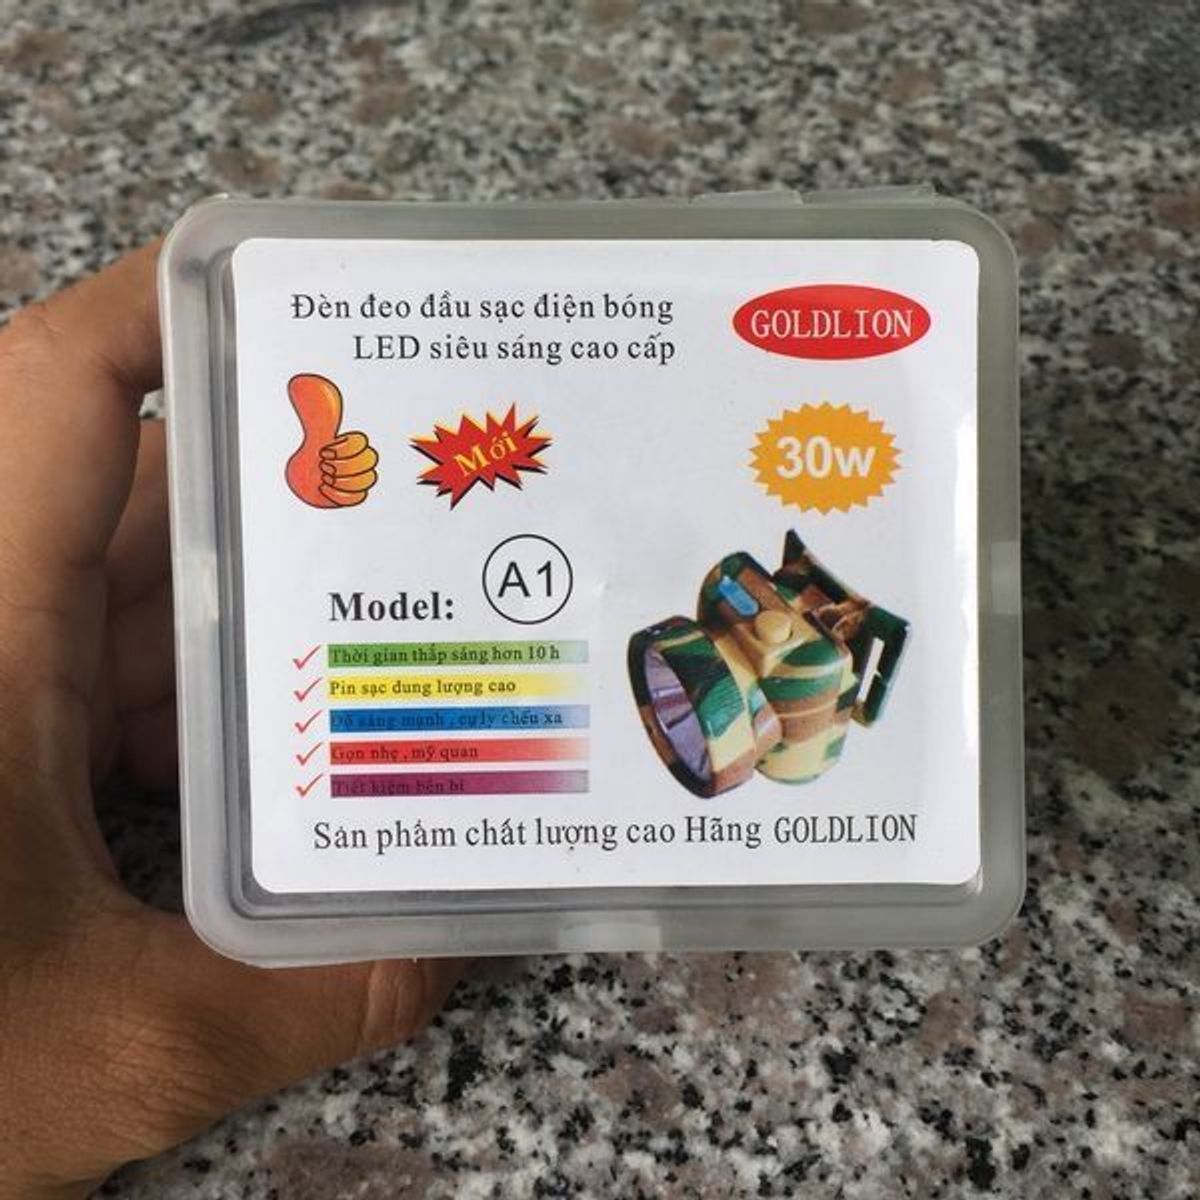 Đèn đeo đầu sạc điện bóng
LED siêu sáng cao cấp
GOLDLION
Mới
30w
Model:
A1
Thời gian thắp sáng hơn 10 h
Pin sạc dung lượng cao
Độ sáng mạnh , cự ly chếu xa
Gọn nhẹ , mỹ quan
Tiết kiệm bền bỉ
Sản phẩm chất lượng cao Hãng GOLDLION